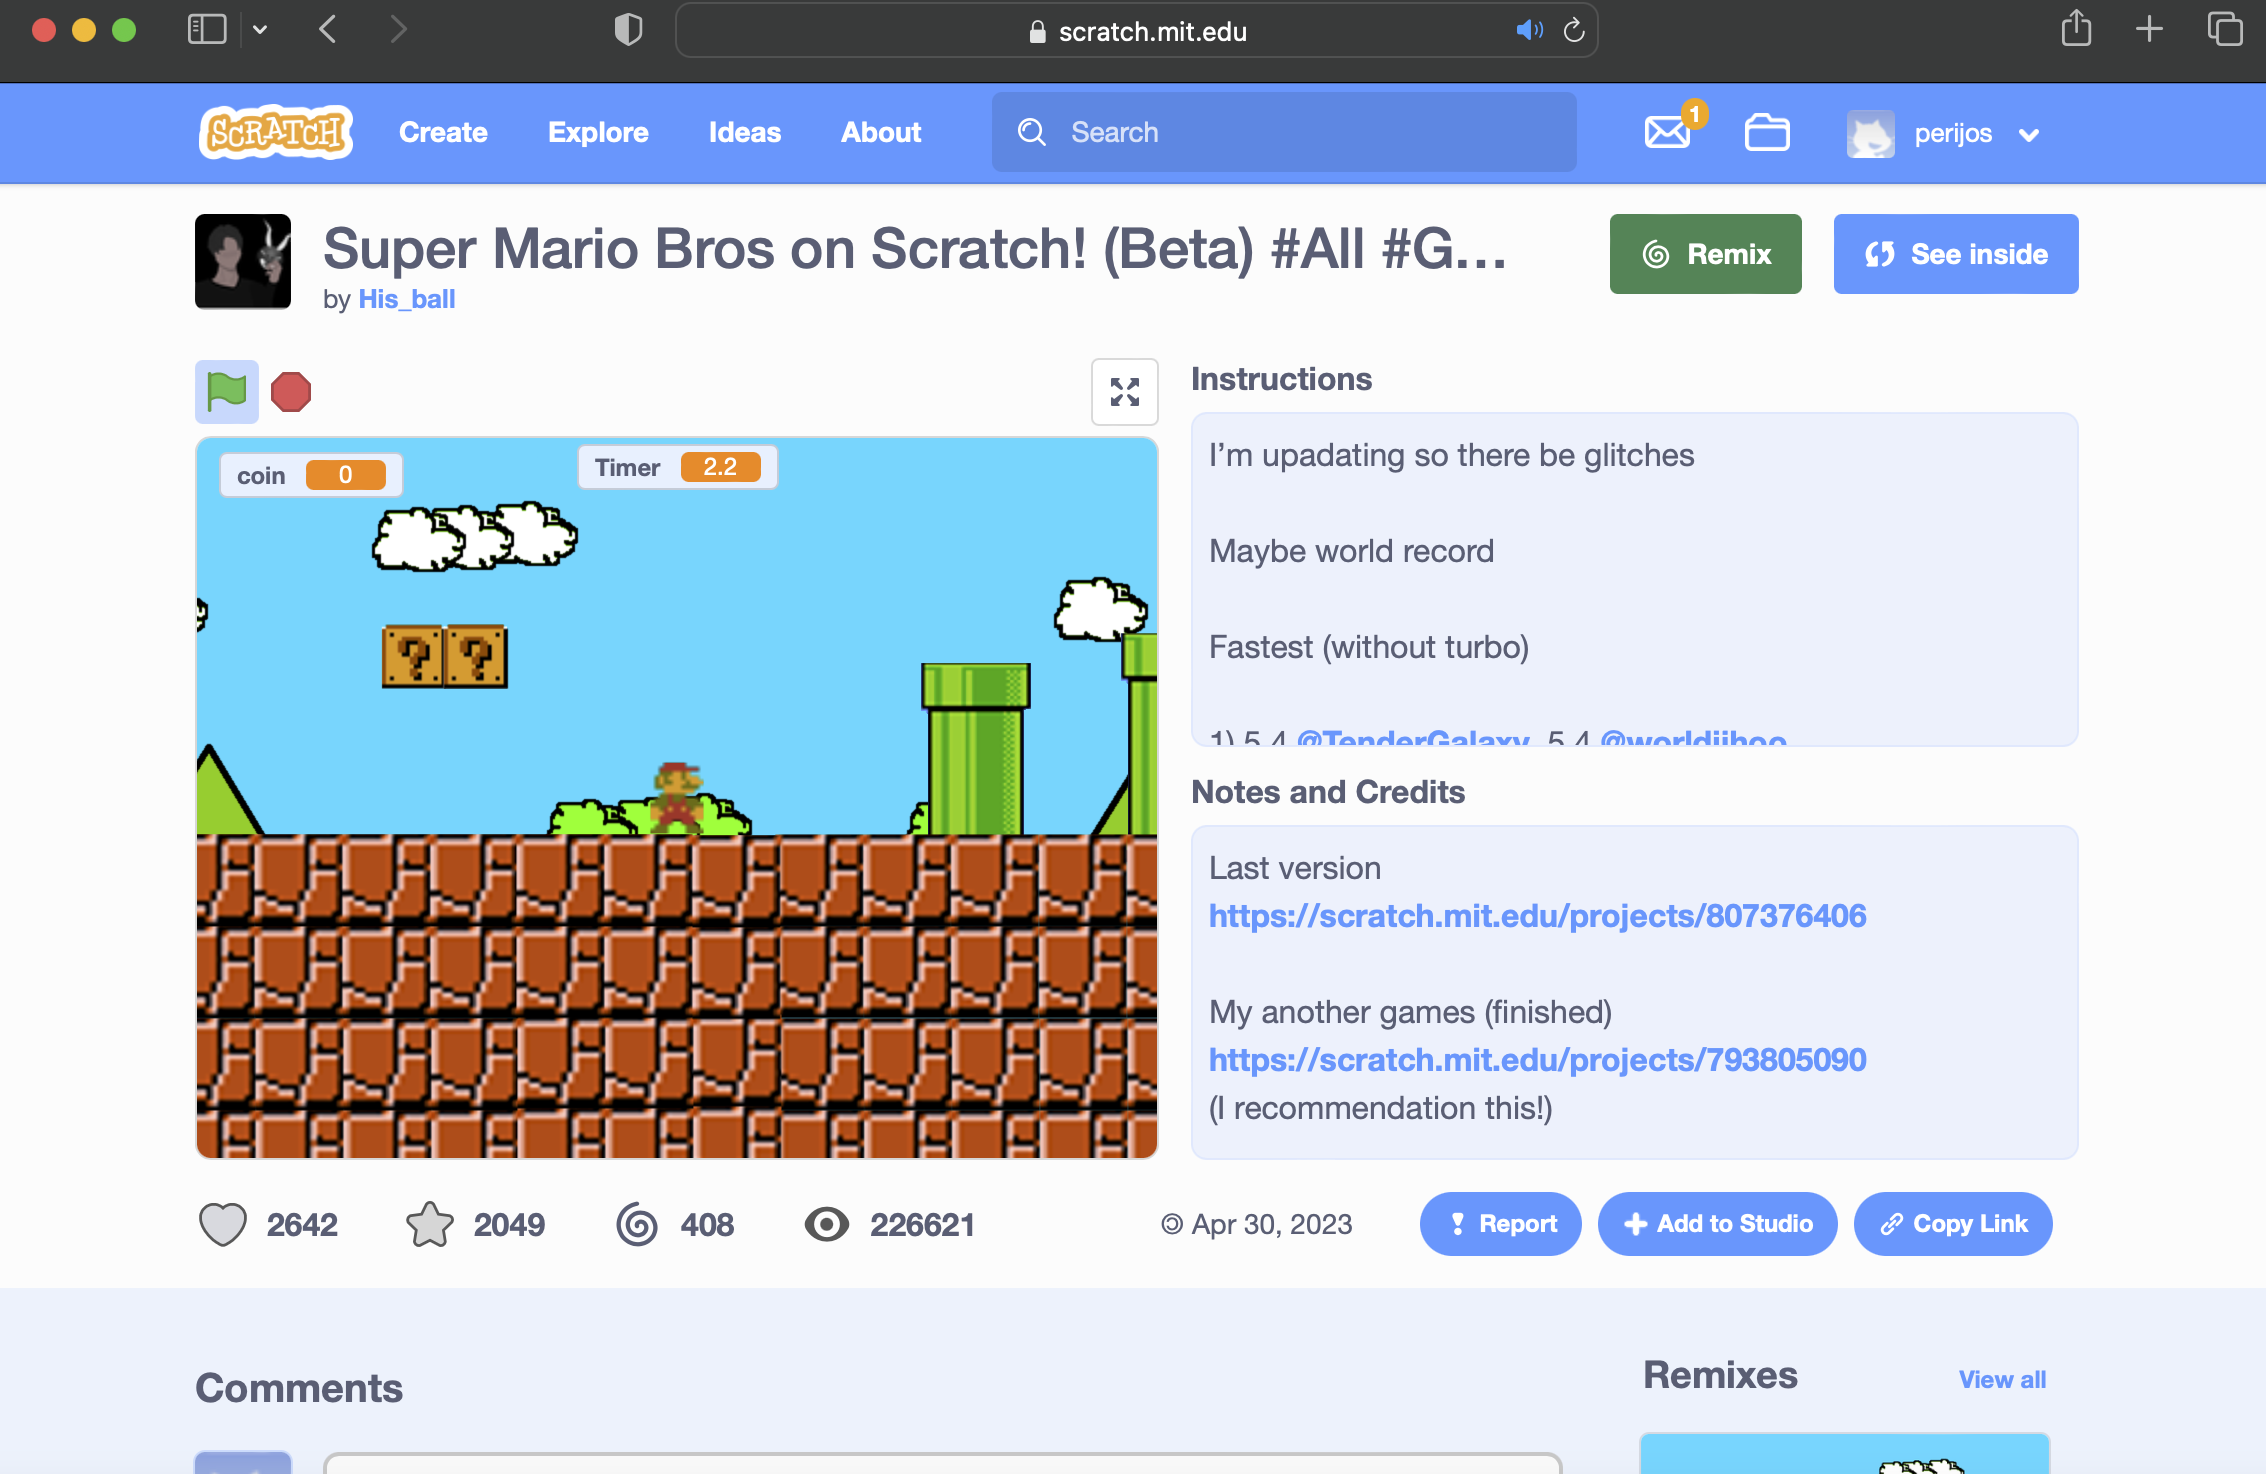 scratch.mit.edu
SCRATCH Create Explore Ideas About Search 1 perijos
Super Mario Bros on Scratch! (Beta) #All #G...
by His_ball
Remix See inside
Instructions
coin 0 Timer 2.2
I’m upadating so there be glitches
Maybe world record
Fastest (without turbo)
1) 5.4 @TenderGalaxy 5.4 @worldjihoo
? ?
Notes and Credits
Last version
https://scratch.mit.edu/projects/807376406
My another games (finished)
https://scratch.mit.edu/projects/793805090
(I recommendation this!)
2642 2049 408 226621 Apr 30, 2023 Report Add to Studio Copy Link
Comments
Remixes View all